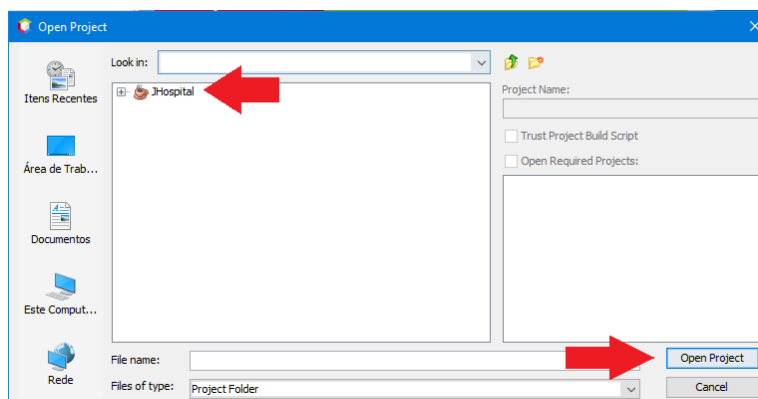 Open Project
Look in:
Itens Recentes
JHospital
Project Name:
Trust Project Build Script
Open Required Projects:
Área de Trab...
Documentos
Este Comput...
Rede
File name:
Open Project
Files of type:
Project Folder
Cancel